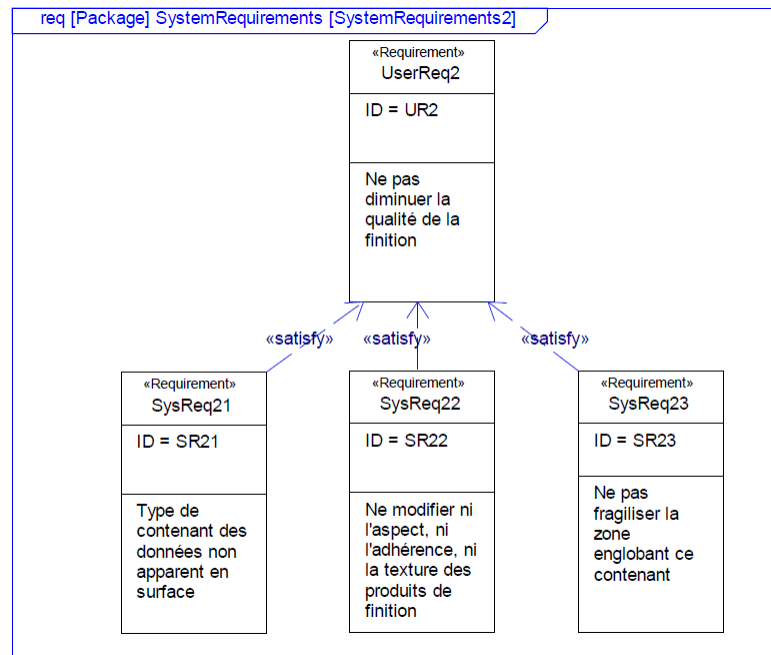 req [Package] SystemRequirements [SystemRequirements2]
«Requirement»
UserReq2
ID = UR2
Ne pas
diminuer la
qualité de la
finition
«satisfy»
«satisfy»
«satisfy»
«Requirement»
SysReq21
ID = SR21
Type de
contenant des
données non
apparent en
surface
«Requirement»
SysReq22
ID = SR22
Ne modifier ni
l'aspect, ni
l'adhérence, ni
la texture des
produits de
finition
«Requirement»
SysReq23
ID = SR23
Ne pas
fragiliser la
zone
englobant ce
contenant